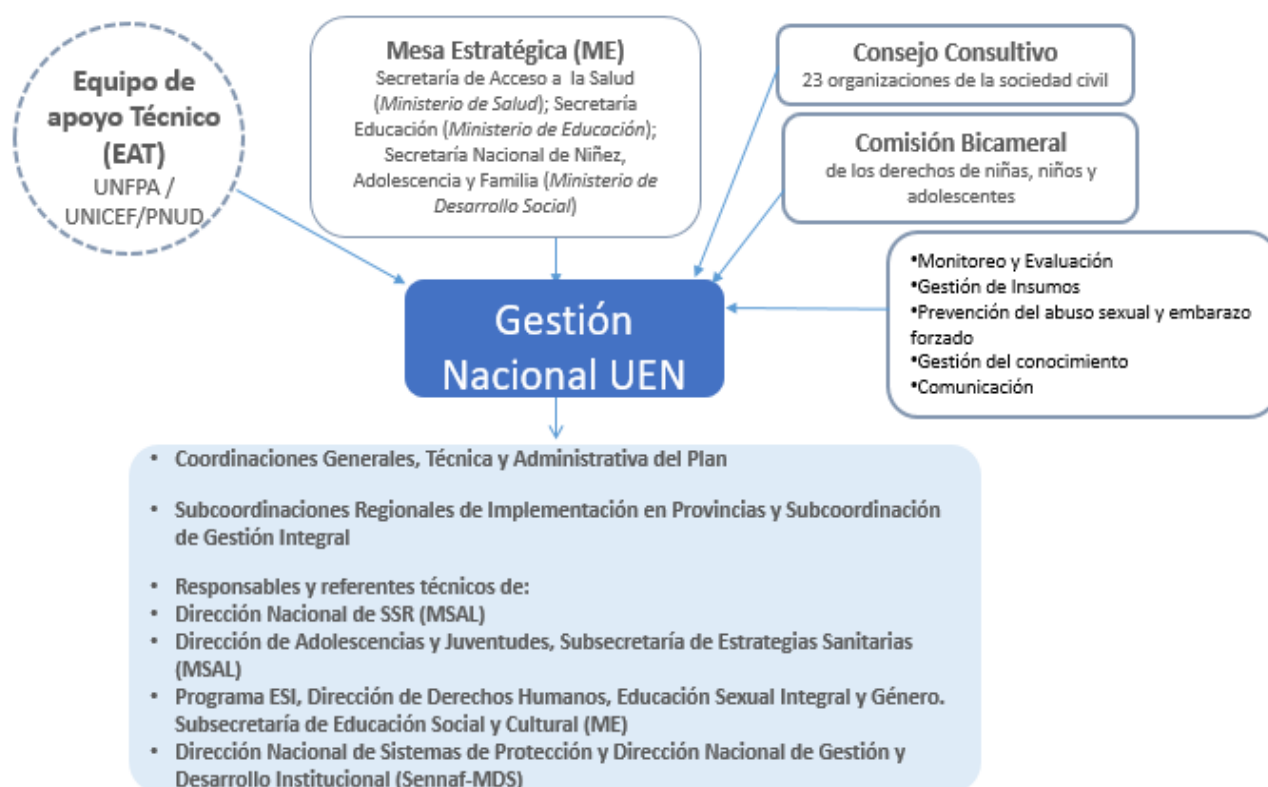 Equipo de
apoyo Técnico
(EAT)
UNFPA /
UNICEF/PNUD
Mesa Estratégica (ME)
Secretaría de Acceso a la Salud
(Ministerio de Salud); Secretaría
Educación (Ministerio de Educación);
Secretaría Nacional de Niñez,
Adolescencia y Familia (Ministerio de
Desarrollo Social)
Consejo Consultivo
23 organizaciones de la sociedad civil
Comisión Bicameral
de los derechos de niñas, niños y
adolescentes
•Monitoreo y Evaluación
•Gestión de Insumos
•Prevención del abuso sexual y embarazo
forzado
•Gestión del conocimiento
•Comunicación
Gestión
Nacional UEN
• Coordinaciones Generales, Técnica y Administrativa del Plan
• Subcoordinaciones Regionales de Implementación en Provincias y Subcoordinación
de Gestión Integral
• Responsables y referentes técnicos de:
• Dirección Nacional de SSR (MSAL)
• Dirección de Adolescencias y Juventudes, Subsecretaría de Estrategias Sanitarias
(MSAL)
• Programa ESI, Dirección de Derechos Humanos, Educación Sexual Integral y Género.
Subsecretaría de Educación Social y Cultural (ME)
• Dirección Nacional de Sistemas de Protección y Dirección Nacional de Gestión y
Desarrollo Institucional (Sennaf-MDS)